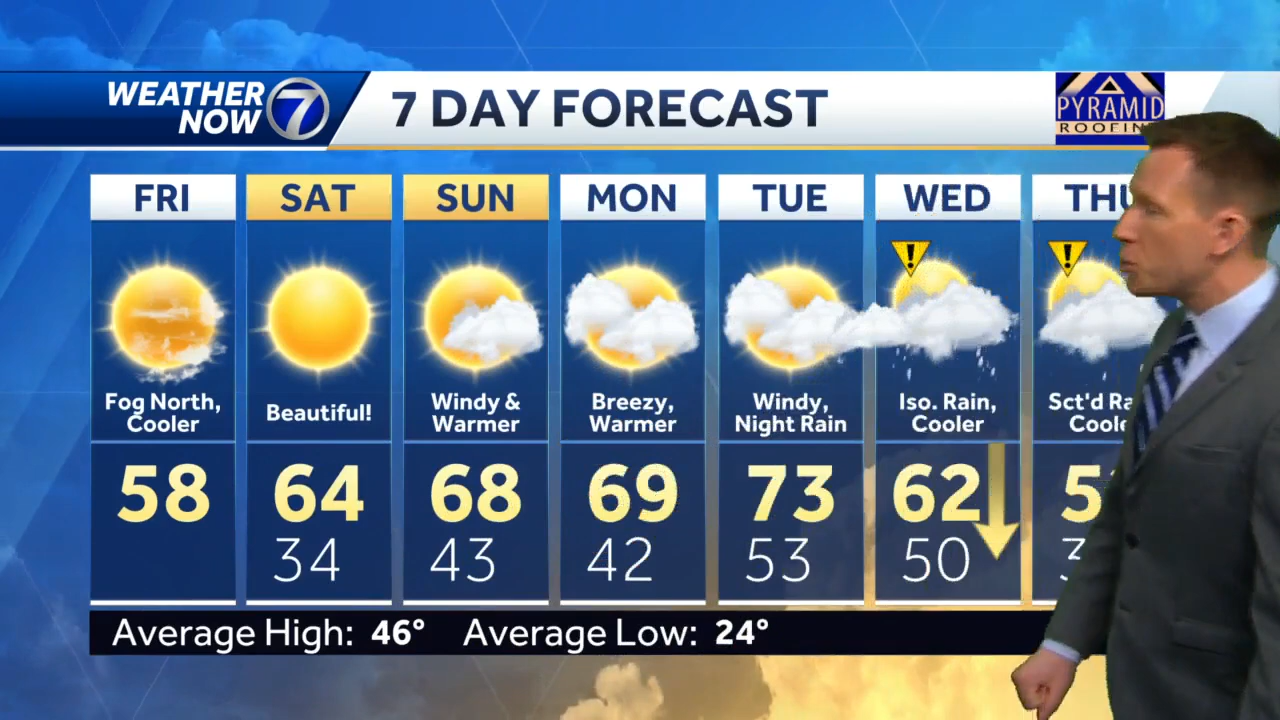 WEATHER
NOW
7
7 DAY FORECAST
PYRAMID
FRI
SAT
SUN
MON
TUE
WED
!
!
Fog North,
Cooler
Beautiful!
Windy &
Warmer
Breezy,
Warmer
Windy,
Night Rain
Iso. Rain,
Cooler
Sct'd
58
64
68
69
73
62
34
43
42
53
50
Average High: 46° Average Low: 24°